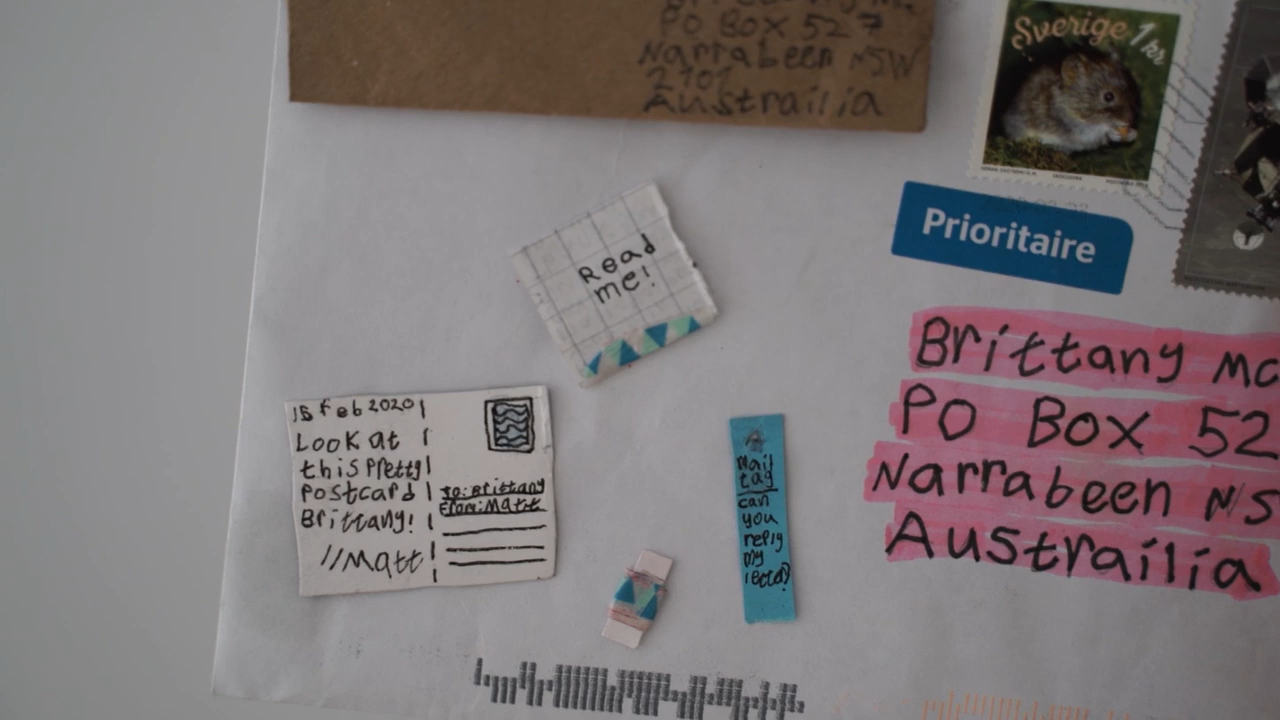 PO Box 527
Narrabeen NSW
2101
Austrailia
Sverige 1kr
Prioritaire
Read
me!
Brittany Mc
PO Box 52
Narrabeen NS
Austrailia
15 Feb 2020
Look at
this Pretty
Postcard
Brittany!
//Matt
To: Brittany
From: Matt
Mail
tag
can
you
reply
my
letter?